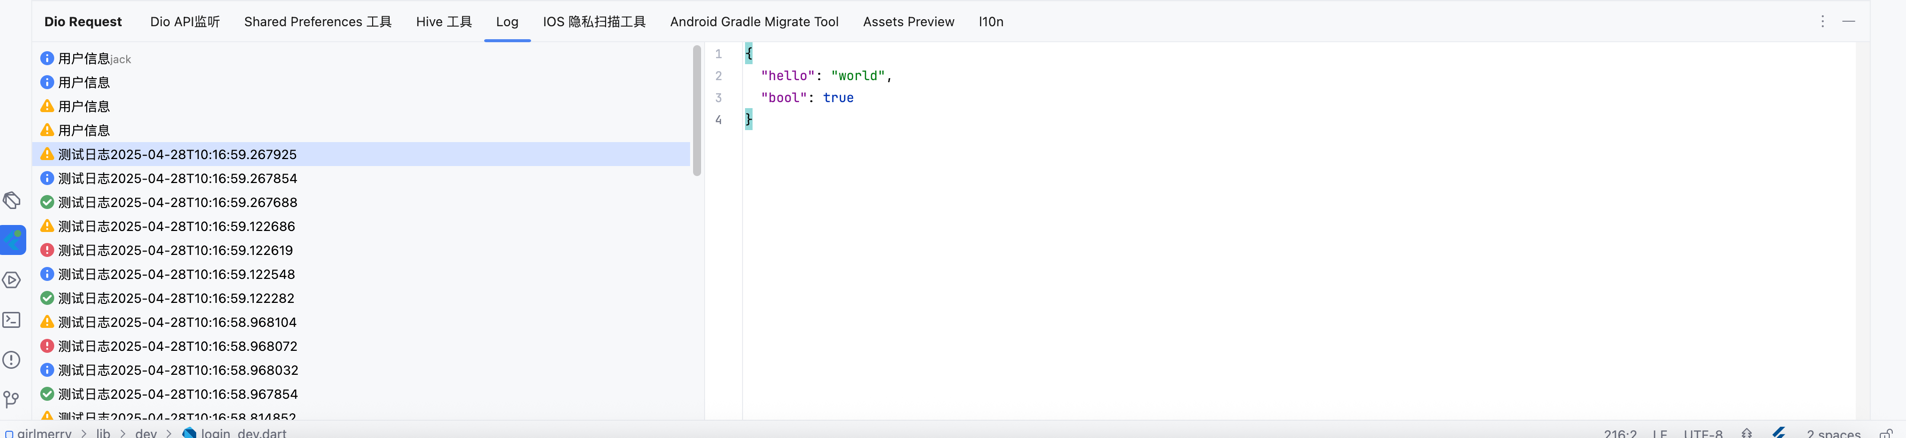 Dio Request Dio API监听 Shared Preferences 工具 Hive 工具 Log IOS 隐私扫描工具 Android Gradle Migrate Tool Assets Preview l10n
用户信息jack
用户信息
用户信息
用户信息
测试日志2025-04-28T10:16:59.267925
测试日志2025-04-28T10:16:59.267854
测试日志2025-04-28T10:16:59.267688
测试日志2025-04-28T10:16:59.122686
测试日志2025-04-28T10:16:59.122619
测试日志2025-04-28T10:16:59.122548
测试日志2025-04-28T10:16:59.122282
测试日志2025-04-28T10:16:58.968104
测试日志2025-04-28T10:16:58.968072
测试日志2025-04-28T10:16:58.968032
测试日志2025-04-28T10:16:58.967854
测试日志2025-04-28T10:16:58.814852
1 {
2 "hello": "world",
3 "bool": true
4 }
girlmerry > lib > dev > login_dev.dart 216:2 LF UTF-8 2 spaces